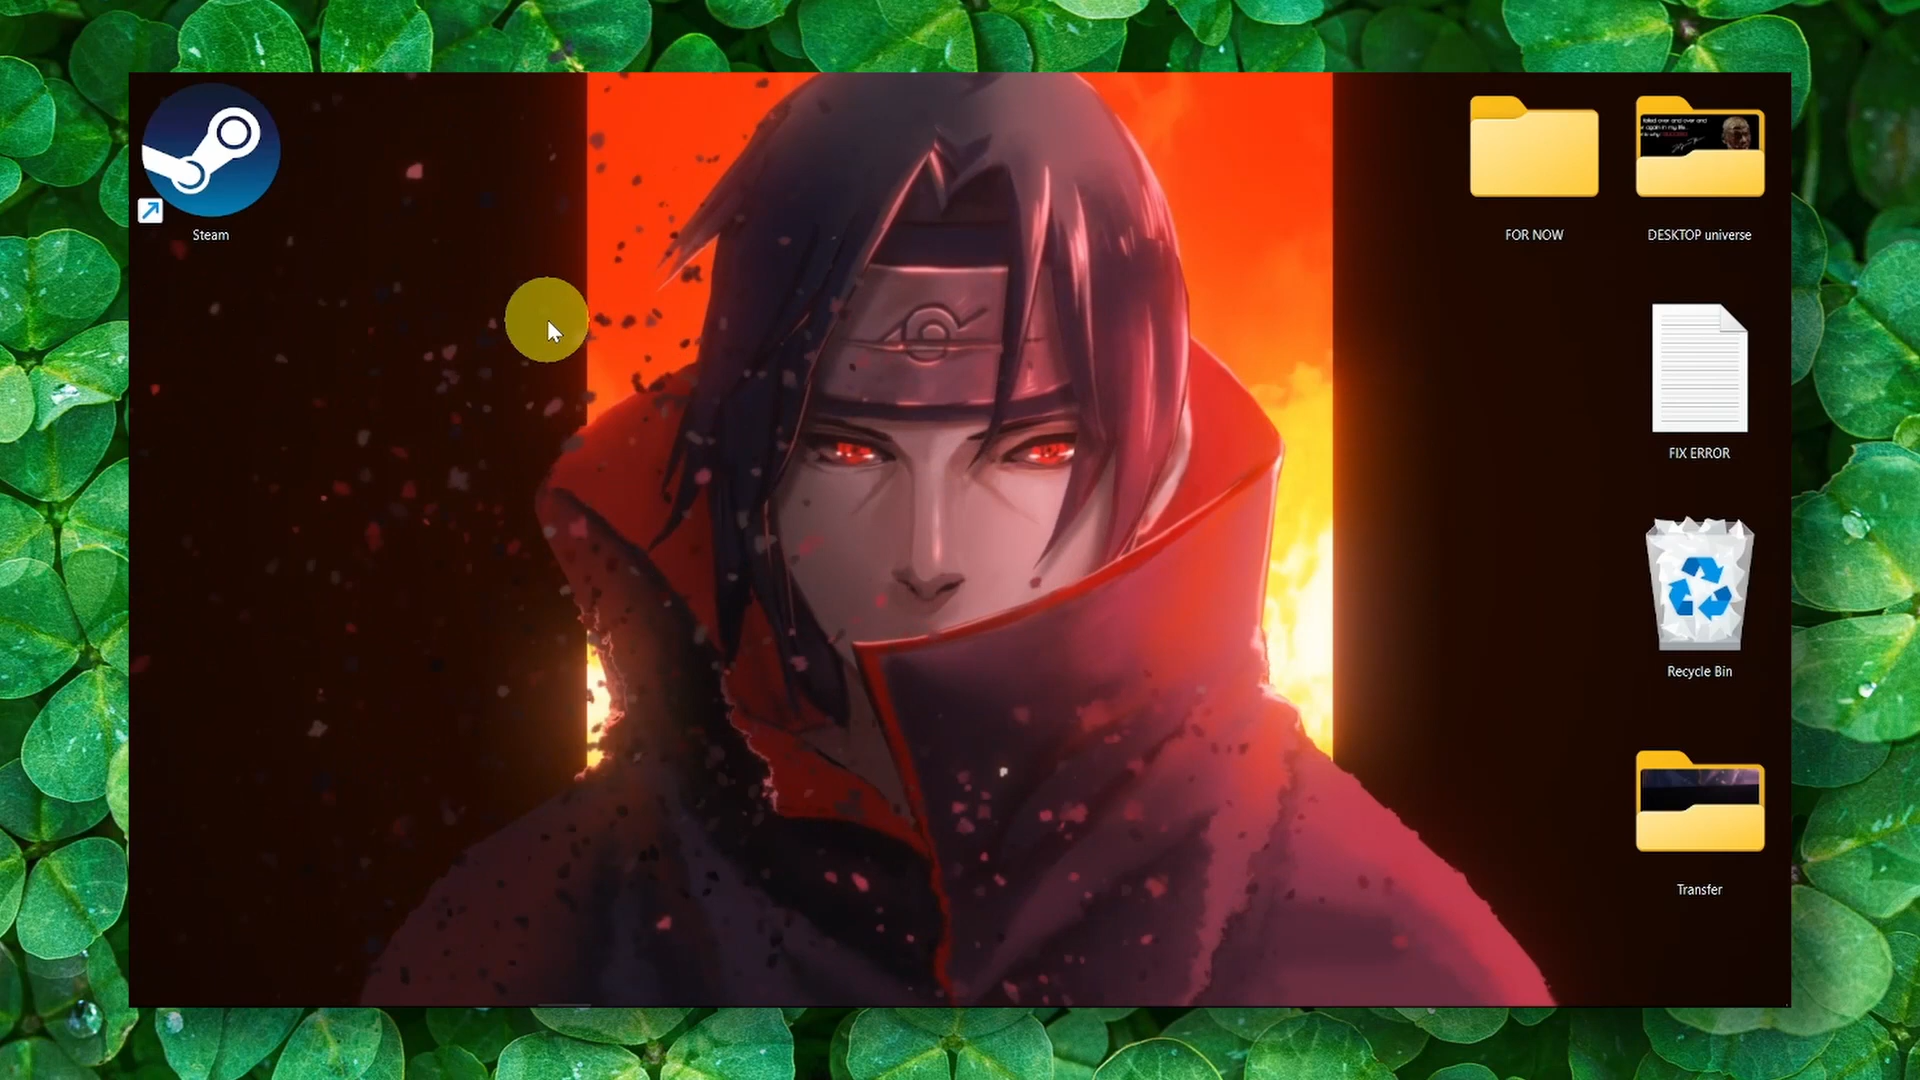 Steam
FOR NOW
DESKTOP universe
FIX ERROR
Recycle Bin
Transfer